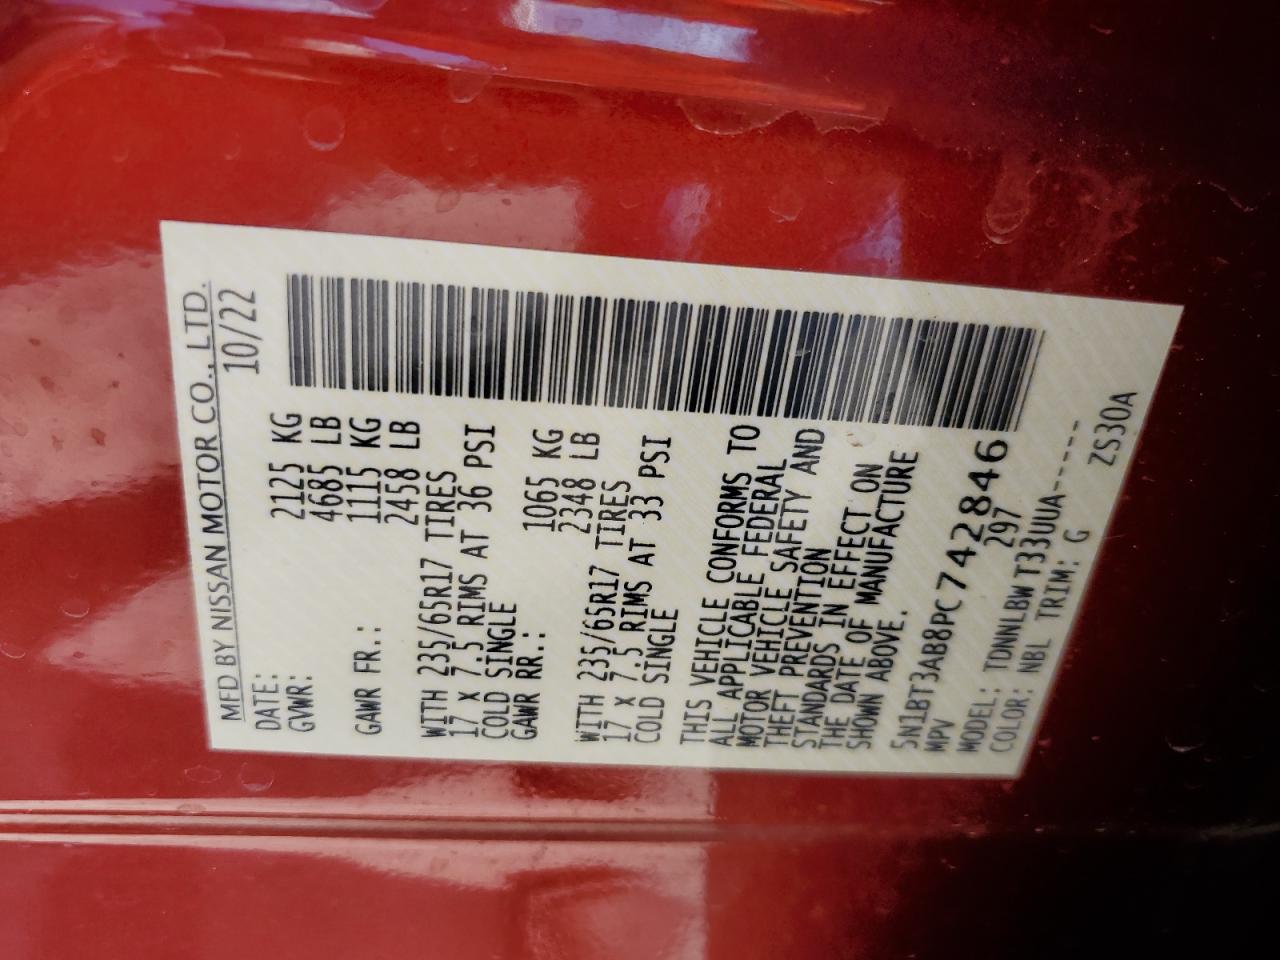 MFD BY NISSAN MOTOR CO., LTD.
DATE: 10/22
GVWR: 2125 KG
4685 LB
GAWR FR.: 1115 KG
2458 LB
WITH 235/65R17 TIRES
17 X 7.5 RIMS AT 36 PSI
COLD SINGLE
GAWR RR.: 1065 KG
2348 LB
WITH 235/65R17 TIRES
17 X 7.5 RIMS AT 33 PSI
COLD SINGLE
THIS VEHICLE CONFORMS TO
ALL APPLICABLE FEDERAL
MOTOR VEHICLE SAFETY AND
THEFT PREVENTION
STANDARDS IN EFFECT ON
THE DATE OF MANUFACTURE
SHOWN ABOVE.
5N1BT3AB8PC742846
MPV 297
MODEL: TDNNLBWT33UUA-----
COLOR: NBL TRIM: G ZS30A